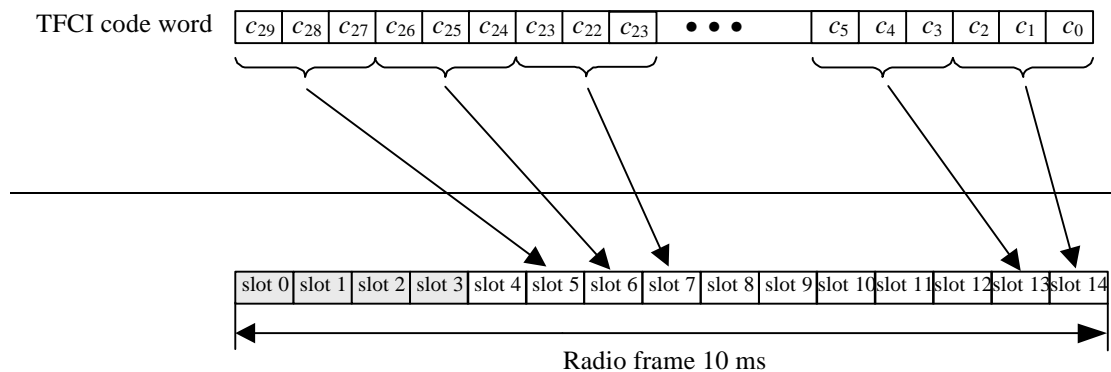 TFCI code word c29 c28 c27 c26 c25 c24 c23 c22 c23 • • • c5 c4 c3 c2 c1 c0
slot 0 slot 1 slot 2 slot 3 slot 4 slot 5 slot 6 slot 7 slot 8 slot 9 slot 10 slot 11 slot 12 slot 13 slot 14
Radio frame 10 ms